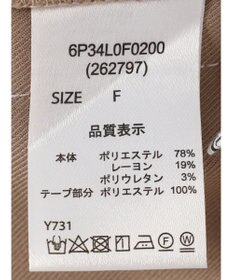 6P34L0F0200
(262797)
SIZE F
品質表示
本体 ポリエステル 78%
レーヨン 19%
ポリウレタン 3%
テープ部分 ポリエステル 100%
Y731